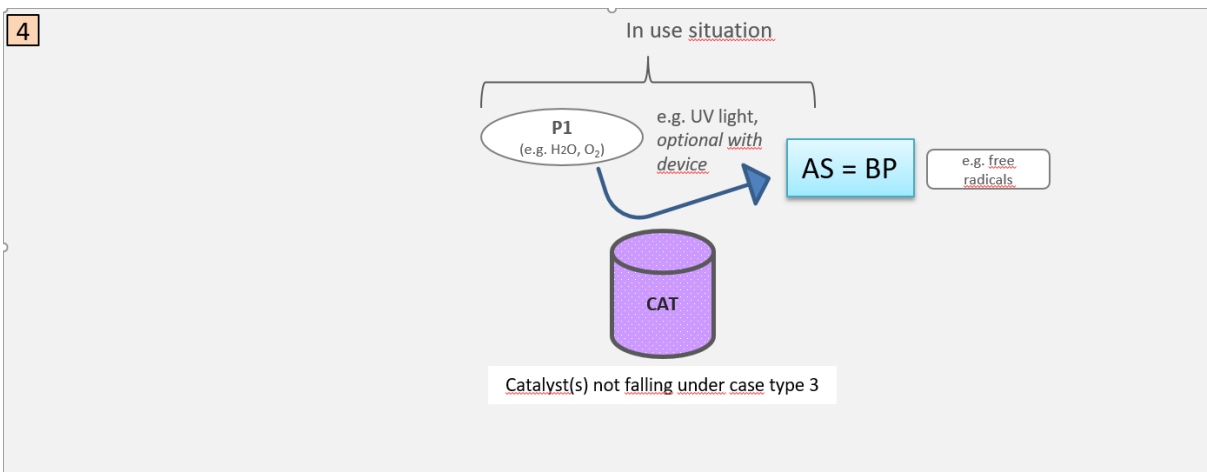 4
In use situation
P1
(e.g. H2O, O₂)
e.g. UV light,
optional with
device
AS = BP
e.g. free
radicals
CAT
Catalyst(s) not falling under case type 3